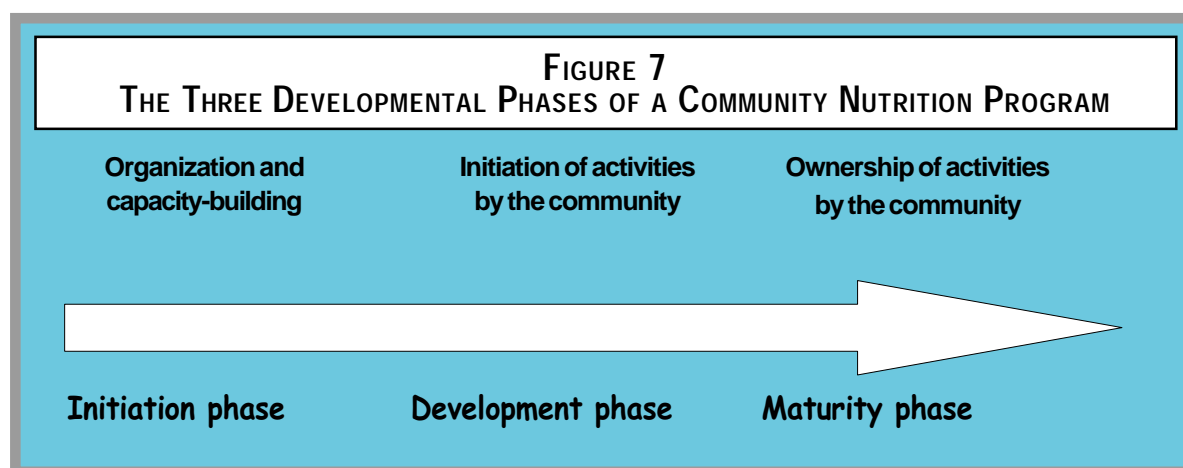 FIGURE 7
THE THREE DEVELOPMENTAL PHASES OF A COMMUNITY NUTRITION PROGRAM
Organization and
capacity-building
Initiation of activities
by the community
Ownership of activities
by the community
Initiation phase
Development phase
Maturity phase